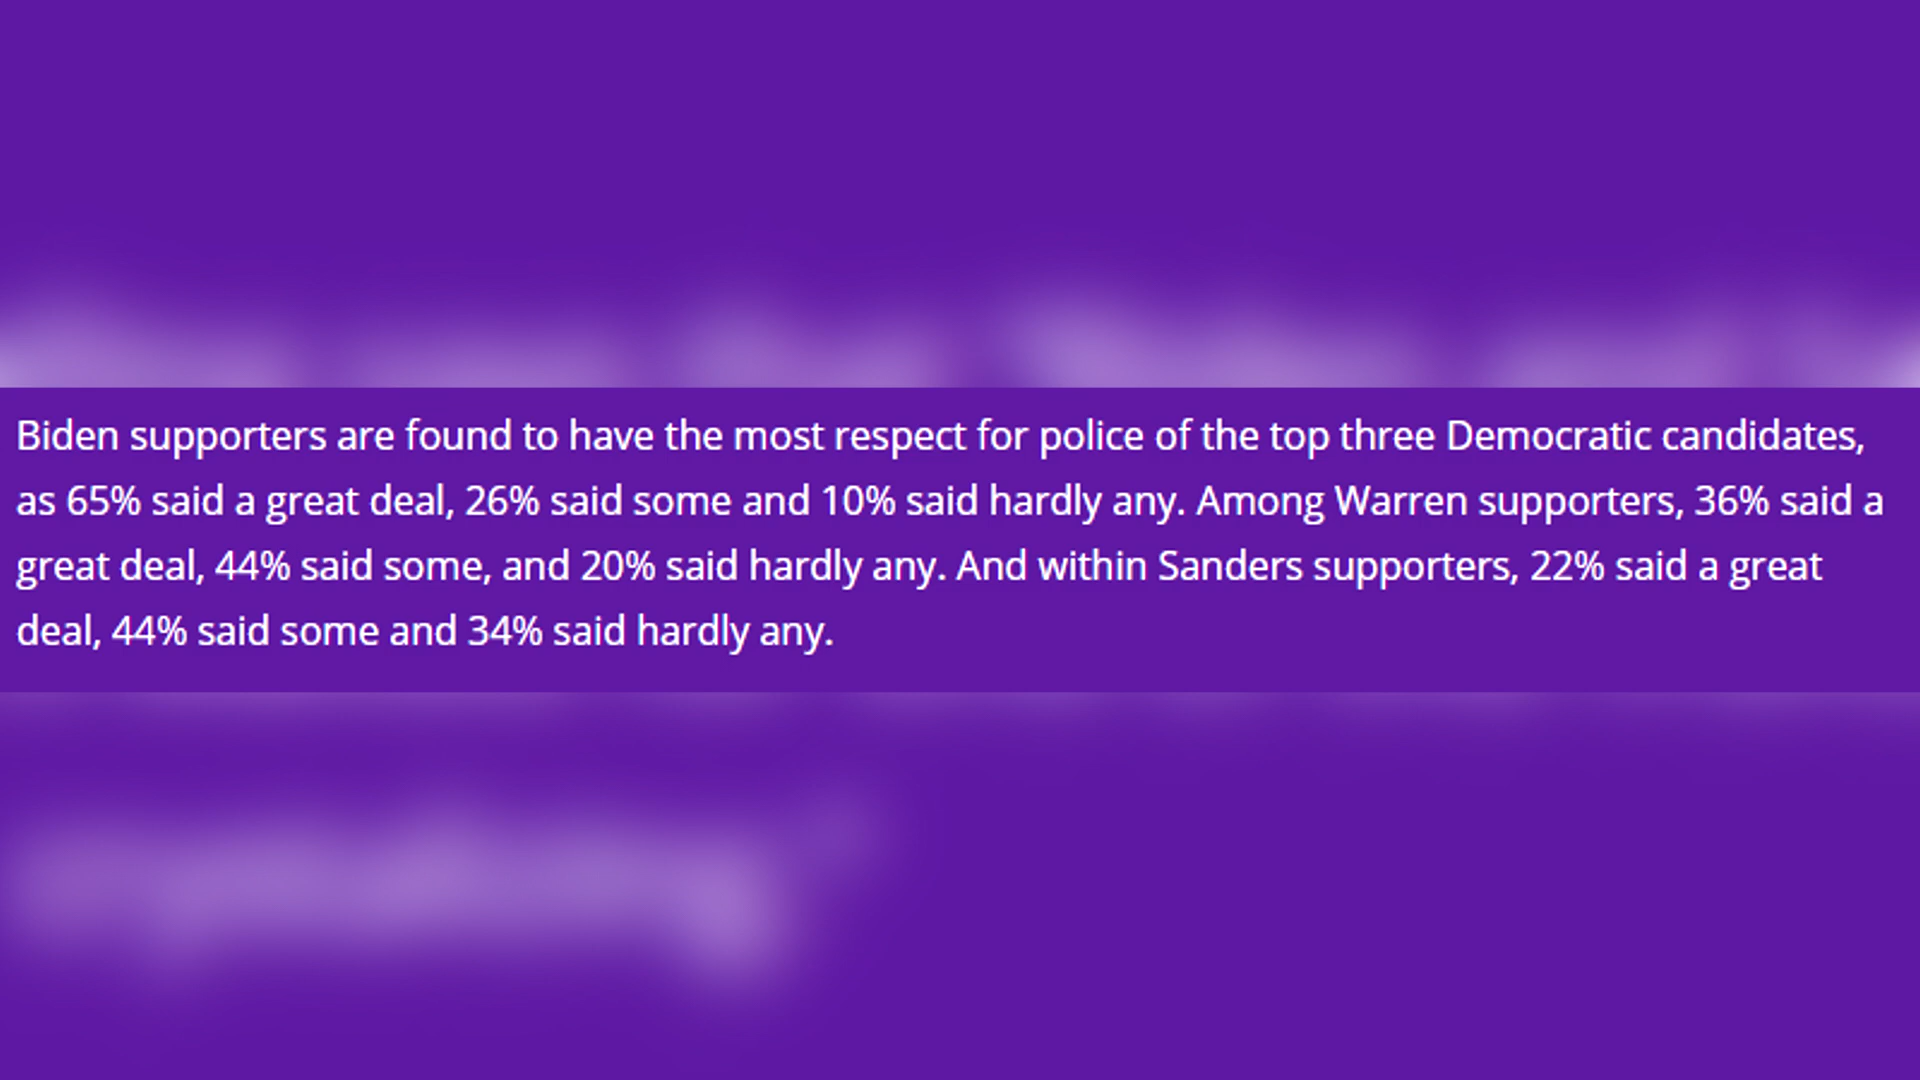 Biden supporters are found to have the most respect for police of the top three Democratic candidates,
as 65% said a great deal, 26% said some and 10% said hardly any. Among Warren supporters, 36% said a
great deal, 44% said some, and 20% said hardly any. And within Sanders supporters, 22% said a great
deal, 44% said some and 34% said hardly any.